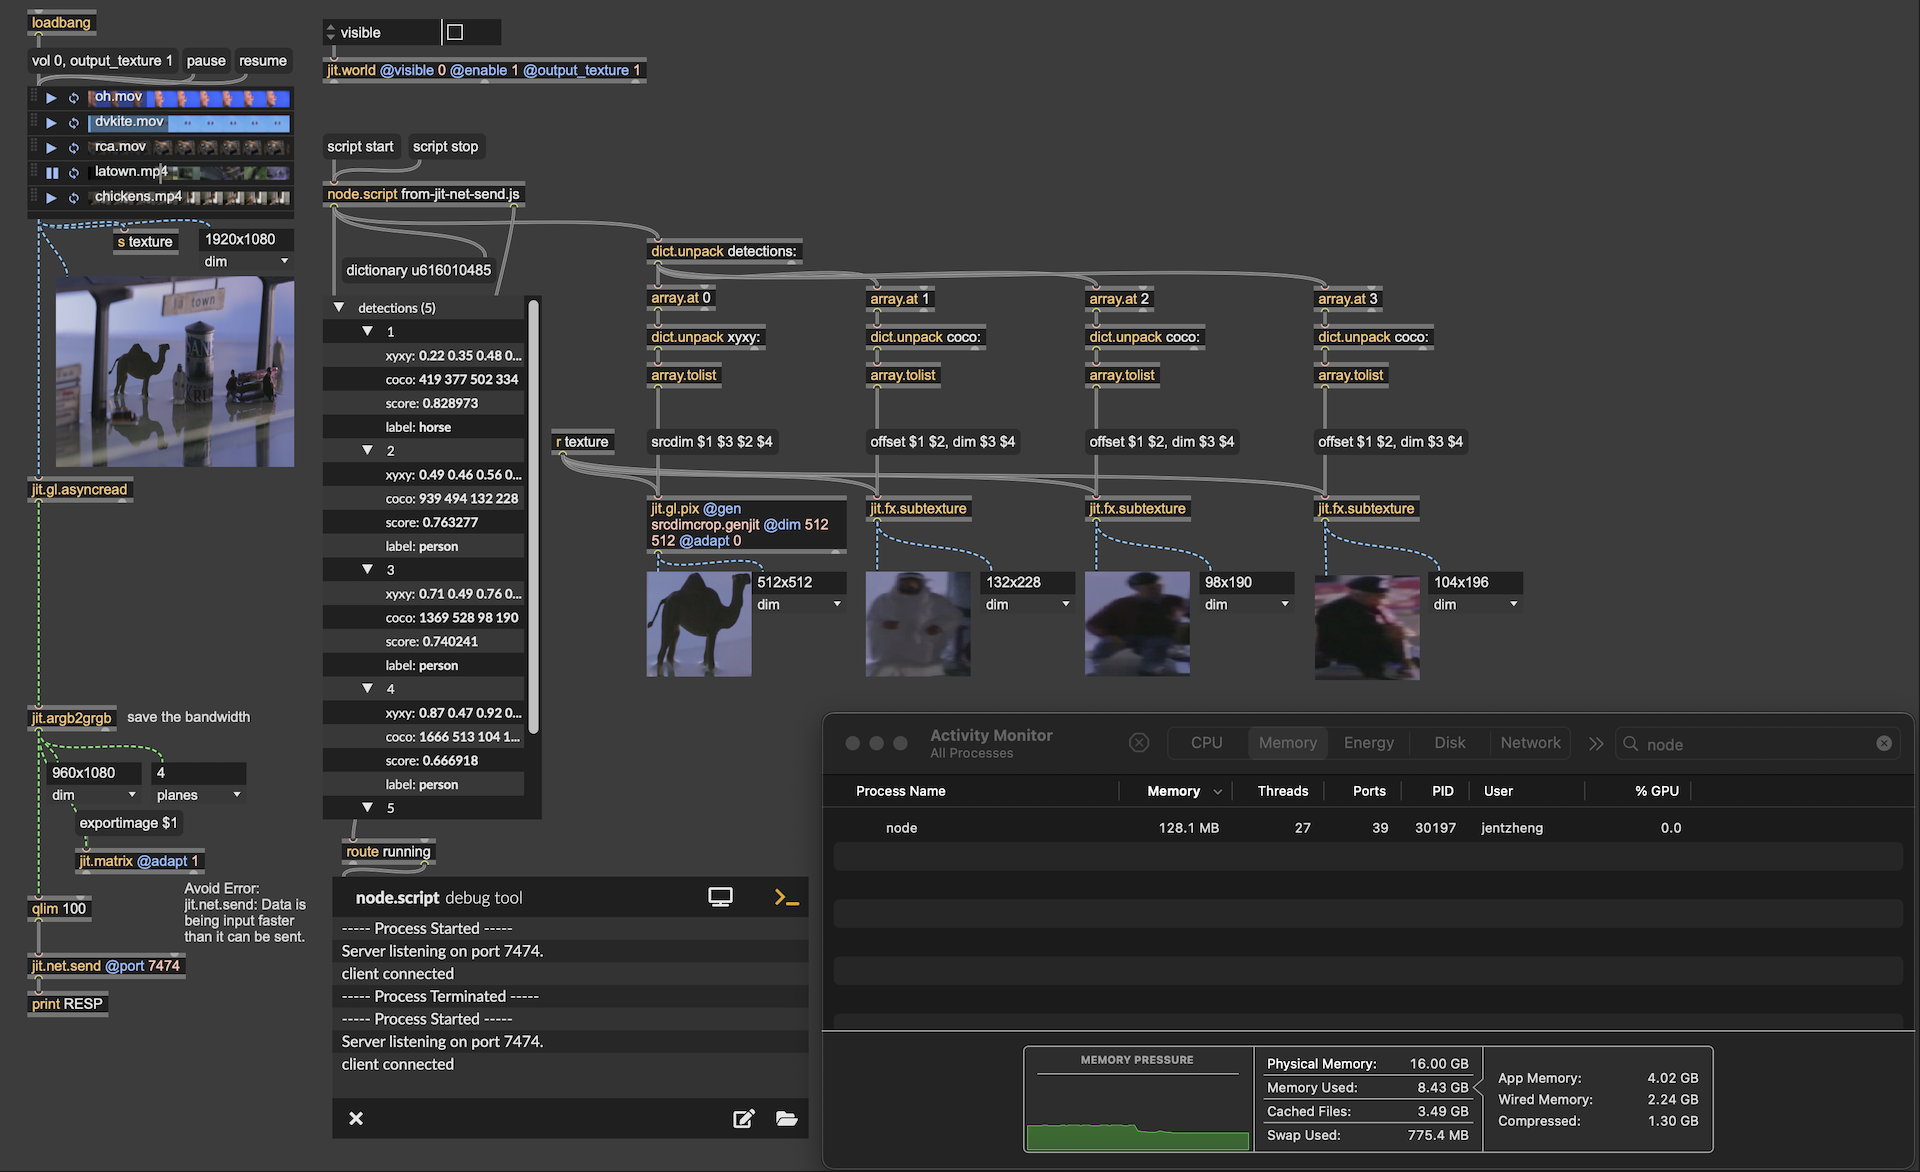 loadbang
vol 0, output_texture 1
pause
resume
oh.mov
dvkite.mov
rca.mov
latown.mp4
chickens.mp4
s texture
1920x1080
dim
la town
jit.gl.asyncread
jit.argb2grgb
save the bandwidth
960x1080
dim
4
planes
exportimage $1
jit.matrix @adapt 1
qlim 100
Avoid Error:
jit.net.send: Data is
being input faster
than it can be sent.
jit.net.send @port 7474
print RESP
visible
jit.world @visible 0 @enable 1 @output_texture 1
script start
script stop
node.script from-jit-net-send.js
dictionary u616010485
detections (5)
1
xyxy: 0.22 0.35 0.48 0...
coco: 419 377 502 334
score: 0.828973
label: horse
2
xyxy: 0.49 0.46 0.56 0...
coco: 939 494 132 228
score: 0.763277
label: person
3
xyxy: 0.71 0.49 0.76 0...
coco: 1369 528 98 190
score: 0.740241
label: person
4
xyxy: 0.87 0.47 0.92 0...
coco: 1666 513 104 1...
score: 0.666918
label: person
5
route running
node.script debug tool
----- Process Started -----
Server listening on port 7474.
client connected
----- Process Terminated -----
----- Process Started -----
Server listening on port 7474.
client connected
dict.unpack detections:
array.at 0
dict.unpack xyxy:
array.tolist
r texture
srcdim $1 $3 $2 $4
jit.gl.pix @gen
srcdimcrop.genjit @dim 512
512 @adapt 0
512x512
dim
array.at 1
dict.unpack coco:
array.tolist
offset $1 $2, dim $3 $4
jit.fx.subtexture
132x228
dim
array.at 2
dict.unpack coco:
array.tolist
offset $1 $2, dim $3 $4
jit.fx.subtexture
98x190
dim
array.at 3
dict.unpack coco:
array.tolist
offset $1 $2, dim $3 $4
jit.fx.subtexture
104x196
dim
Activity Monitor
All Processes
CPU
Memory
Energy
Disk
Network
node
Process Name Memory Threads Ports PID User % GPU
node 128.1 MB 27 39 30197 jentzheng 0.0
MEMORY PRESSURE
Physical Memory: 16.00 GB
Memory Used: 8.43 GB
Cached Files: 3.49 GB
Swap Used: 775.4 MB
App Memory: 4.02 GB
Wired Memory: 2.24 GB
Compressed: 1.30 GB